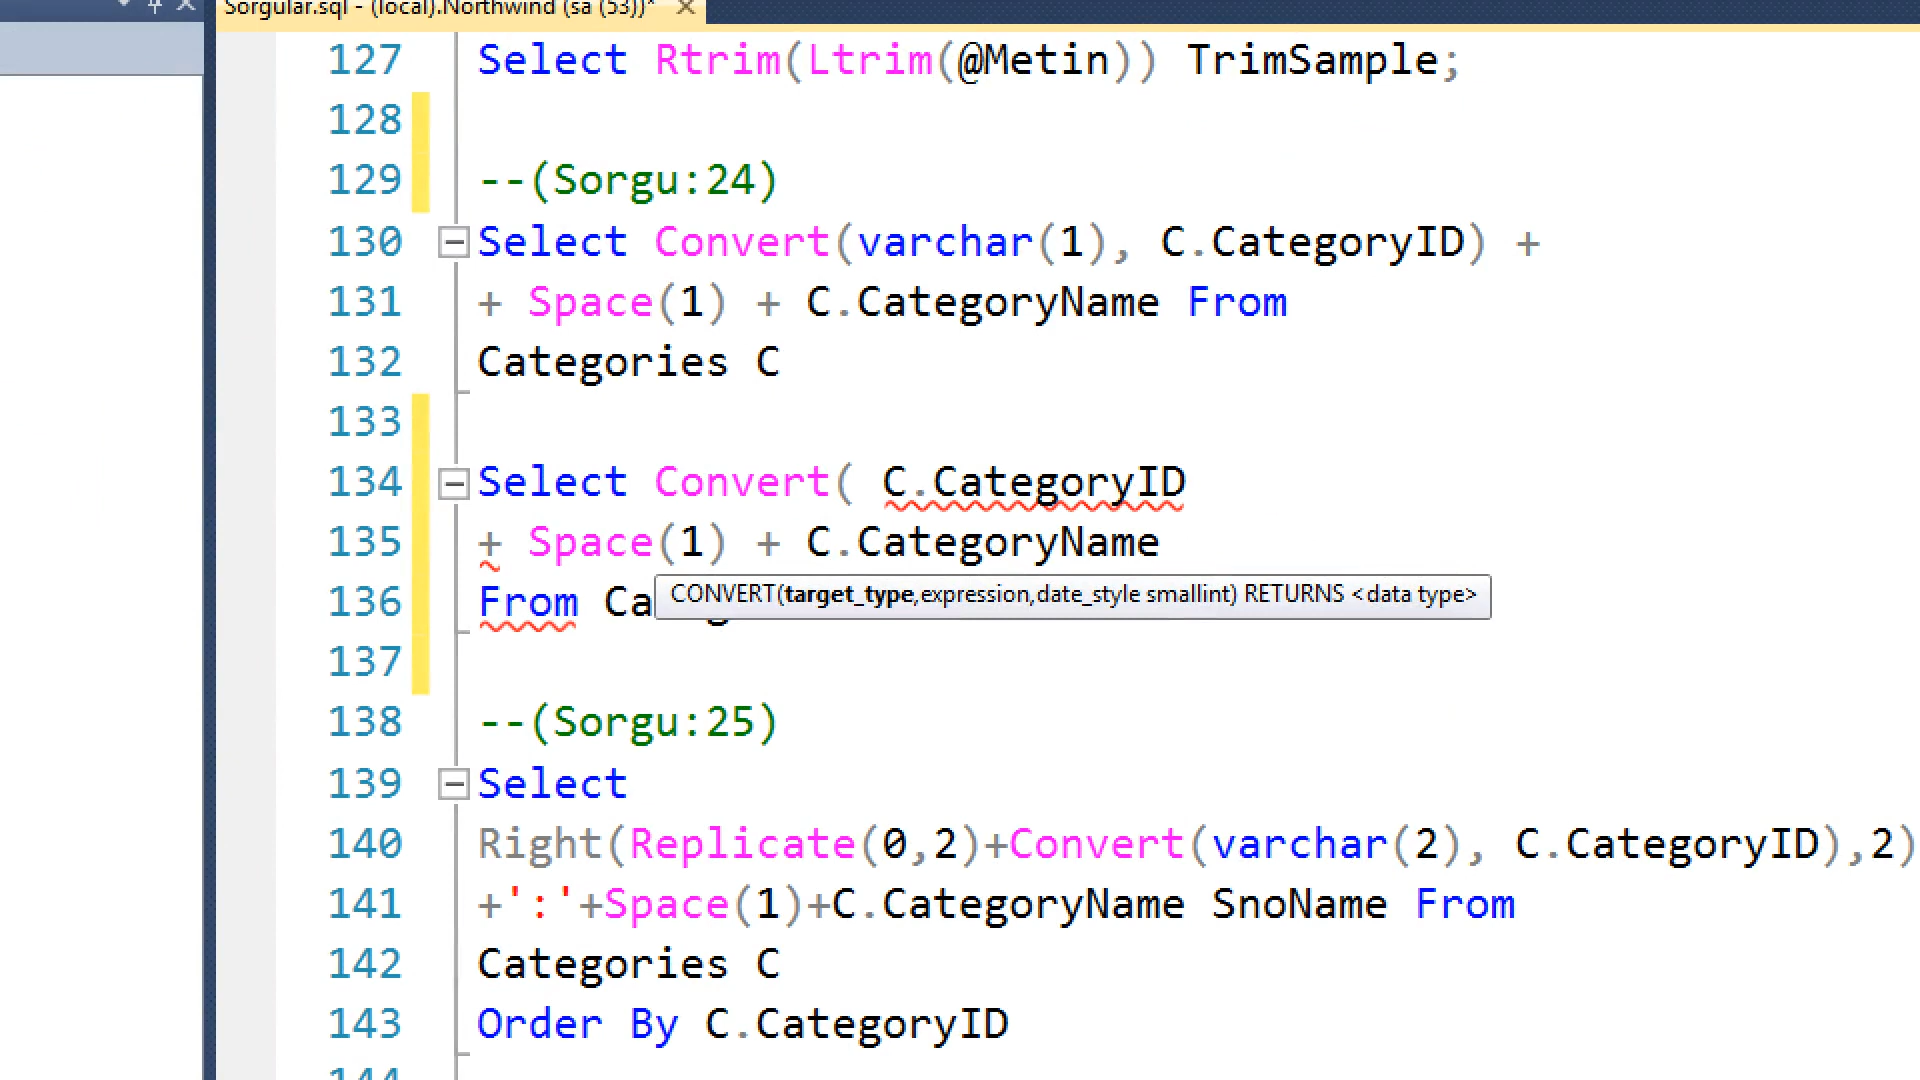 Sorgular.sql - (local).Northwind (sa (53))*
127 Select Rtrim(Ltrim(@Metin)) TrimSample;
128
129 --(Sorgu:24)
130 Select Convert(varchar(1), C.CategoryID) +
131 + Space(1) + C.CategoryName From
132 Categories C
133
134 Select Convert( C.CategoryID
135 + Space(1) + C.CategoryName
136 From Ca
CONVERT(target_type,expression,date_style smallint) RETURNS <data type>
137
138 --(Sorgu:25)
139 Select
140 Right(Replicate(0,2)+Convert(varchar(2), C.CategoryID),2)
141 +':'+Space(1)+C.CategoryName SnoName From
142 Categories C
143 Order By C.CategoryID
144